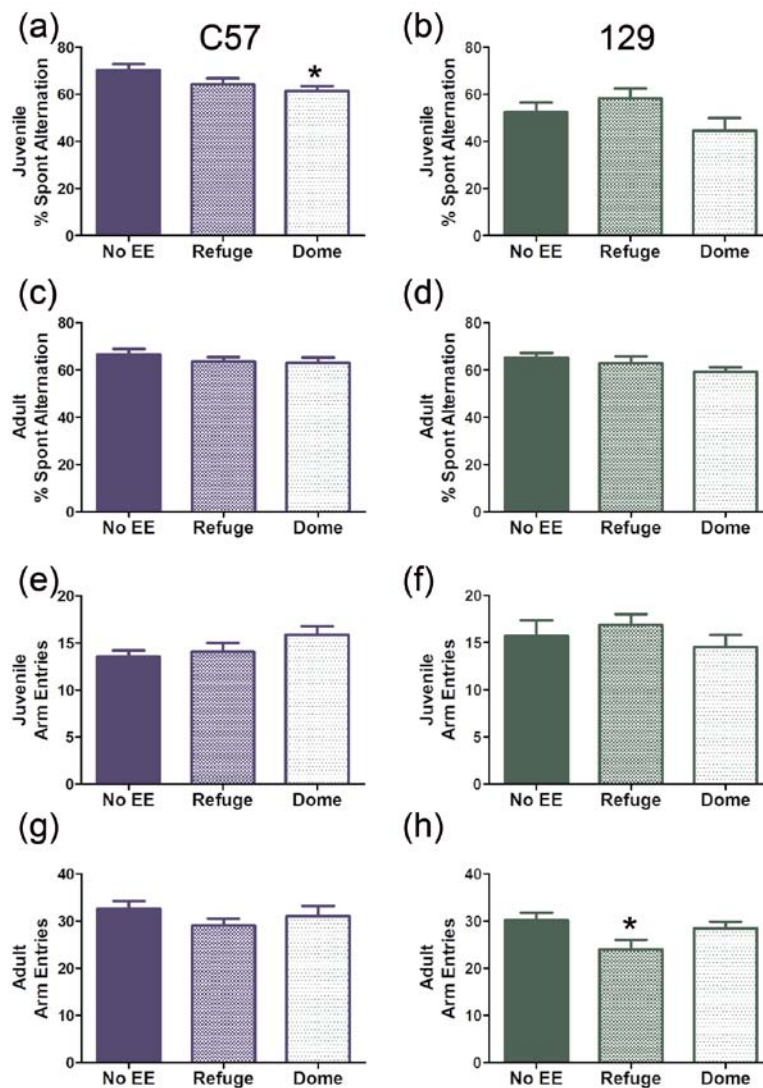 (a)
C57
(b)
129
Juvenile
% Spont Alternation
80
60
40
20
0
*
No EE Refuge Dome
Juvenile
% Spont Alternation
80
60
40
20
0
No EE Refuge Dome
(c)
Adult
% Spont Alternation
80
60
40
20
0
No EE Refuge Dome
(d)
Adult
% Spont Alternation
80
60
40
20
0
No EE Refuge Dome
(e)
Juvenile
Arm Entries
20
15
10
5
0
No EE Refuge Dome
(f)
Juvenile
Arm Entries
20
15
10
5
0
No EE Refuge Dome
(g)
Adult
Arm Entries
40
30
20
10
0
No EE Refuge Dome
(h)
Adult
Arm Entries
40
30
20
10
0
*
No EE Refuge Dome